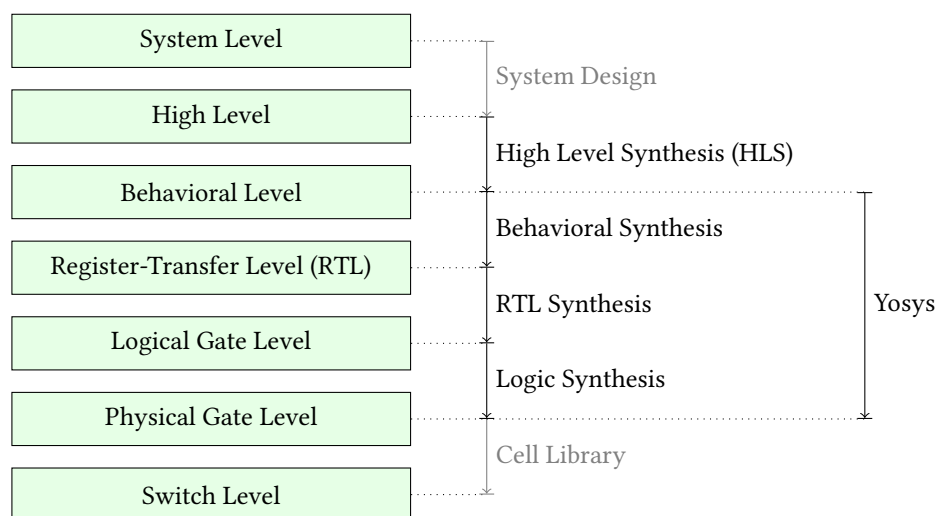 System Level
System Design
High Level
High Level Synthesis (HLS)
Behavioral Level
Behavioral Synthesis
Register-Transfer Level (RTL)
RTL Synthesis
Yosys
Logical Gate Level
Logic Synthesis
Physical Gate Level
Cell Library
Switch Level